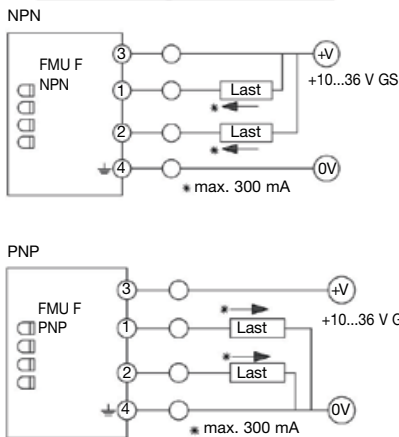 NPN
FMU F
NPN
3
+V
+10...36 V GS
1
Last
*
2
Last
*
4
0V
* max. 300 mA
PNP
FMU F
PNP
3
+V
+10...36 V G
*
1
Last
*
2
Last
4
0V
* max. 300 mA